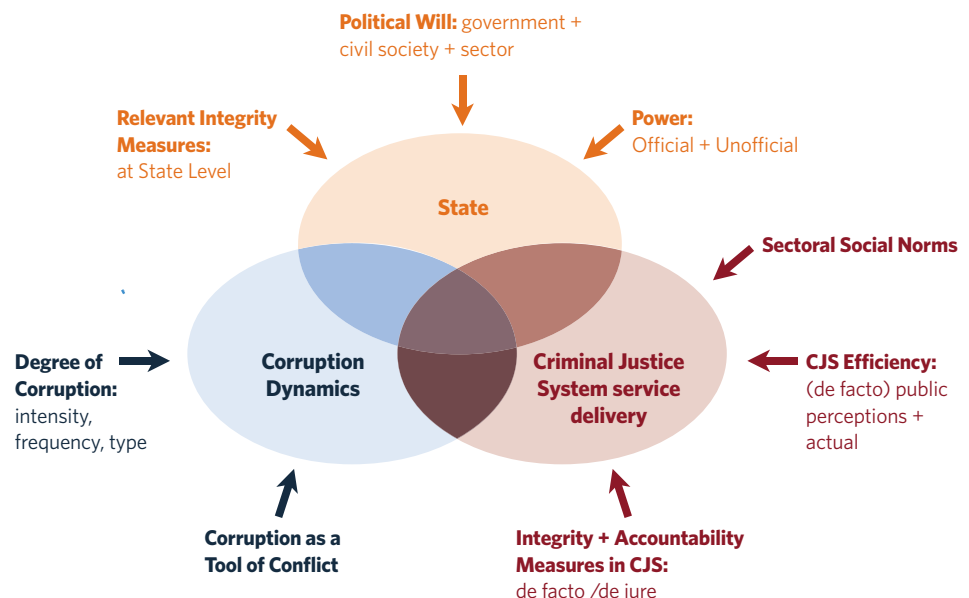 Political Will: government +
civil society + sector
Relevant Integrity
Measures:
at State Level
Power:
Official + Unofficial
State
Sectoral Social Norms
Degree of
Corruption:
intensity,
frequency, type
Corruption
Dynamics
Criminal Justice
System service
delivery
CJS Efficiency:
(de facto) public
perceptions +
actual
Corruption as a
Tool of Conflict
Integrity + Accountability
Measures in CJS:
de facto /de jure